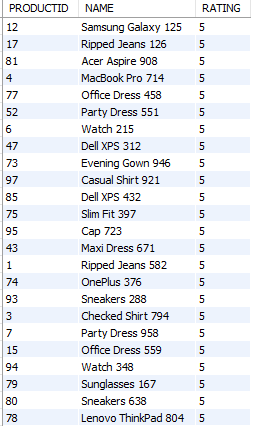 PRODUCTID NAME RATING
12 Samsung Galaxy 125 5
17 Ripped Jeans 126 5
81 Acer Aspire 908 5
4 MacBook Pro 714 5
77 Office Dress 458 5
52 Party Dress 551 5
6 Watch 215 5
47 Dell XPS 312 5
73 Evening Gown 946 5
97 Casual Shirt 921 5
85 Dell XPS 432 5
75 Slim Fit 397 5
95 Cap 723 5
43 Maxi Dress 671 5
1 Ripped Jeans 582 5
74 OnePlus 376 5
93 Sneakers 288 5
3 Checked Shirt 794 5
7 Party Dress 958 5
15 Office Dress 559 5
94 Watch 348 5
79 Sunglasses 167 5
80 Sneakers 638 5
78 Lenovo ThinkPad 804 5